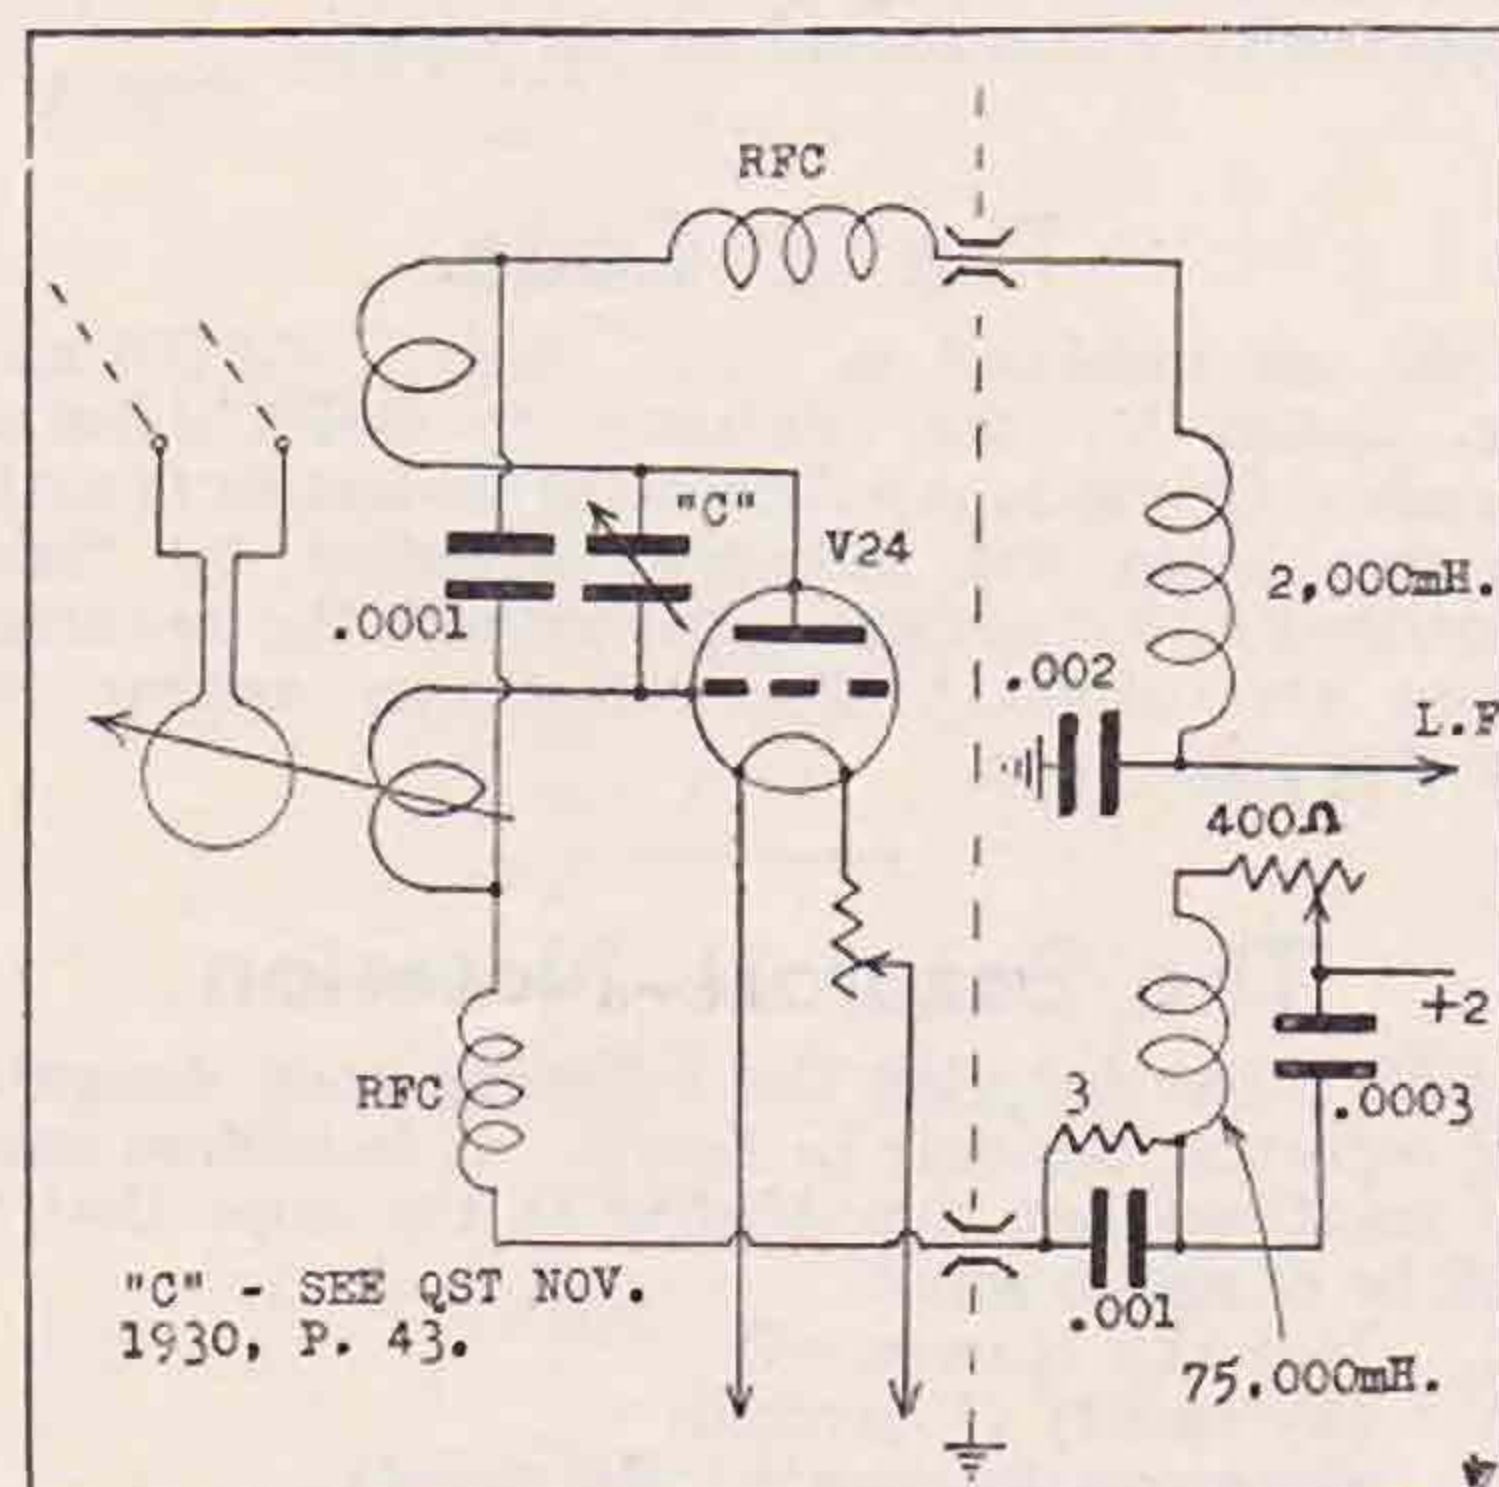 RFC
"C"
V24
.0001
2,000mH.
.002
L.F
400Ω
+2
RFC
3
.0003
"C" - SEE QST NOV.
1930, P. 43.
.001
75.000mH.